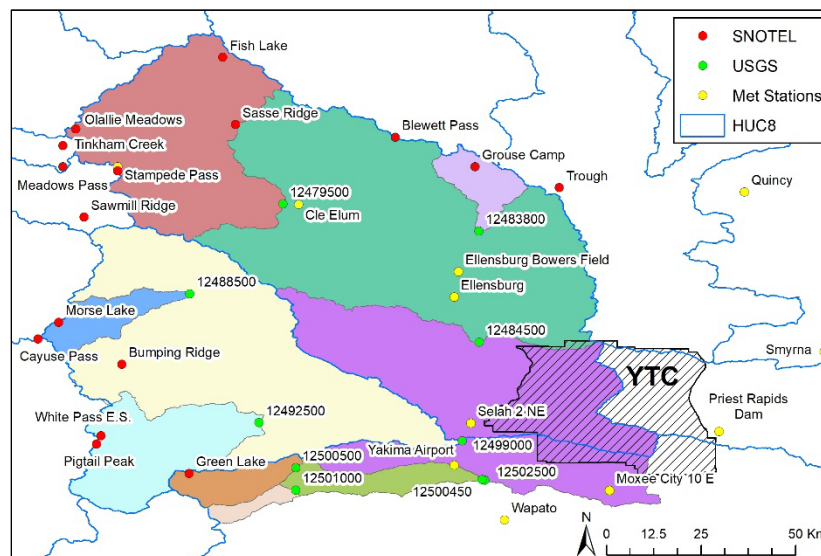 SNOTEL
USGS
Met Stations
HUC8
Fish Lake
Olallie Meadows
Sasse Ridge
Tinkham Creek
Blewett Pass
Grouse Camp
Meadows Pass
Stampede Pass
Trough
Quincy
Sawmill Ridge
12479500
Cle Elum
12483800
Ellensburg Bowers Field
12488500
Ellensburg
Morse Lake
Cayuse Pass
12484500
Bumping Ridge
Smyrna
YTC
Priest Rapids
Dam
White Pass E.S.
12492500
Selah 2 NE
Pigtail Peak
12499000
Green Lake
12500500
Yakima Airport
12501000
12502500
12500450
Moxee City 10 E
Wapato
N
0 12.5 25 50 Km